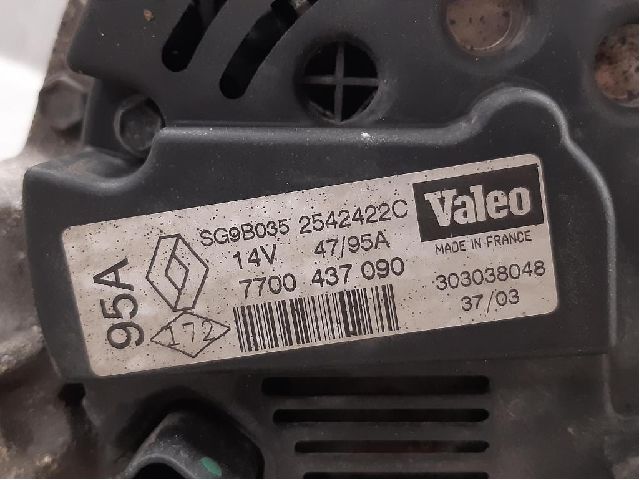 95A
SG9B035 2542422C
14V 47/95A
7700 437 090
172
Valeo
MADE IN FRANCE
303038048
37/03